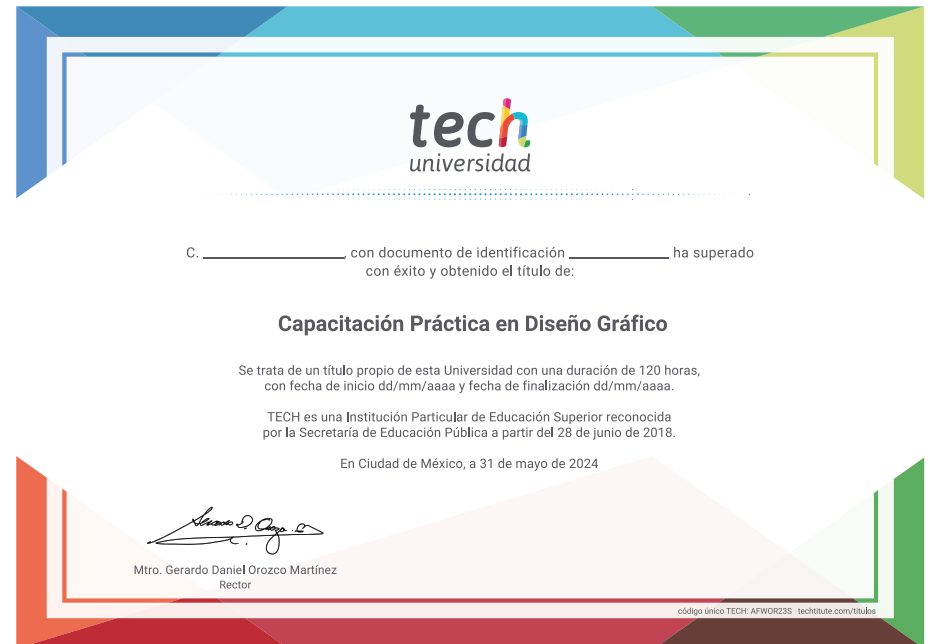 tech
universidad
C. ____________, con documento de identificación _________ ha superado
con éxito y obtenido el título de:
Capacitación Práctica en Diseño Gráfico
Se trata de un título propio de esta Universidad con una duración de 120 horas,
con fecha de inicio dd/mm/aaaa y fecha de finalización dd/mm/aaaa.
TECH es una Institución Particular de Educación Superior reconocida
por la Secretaría de Educación Pública a partir del 28 de junio de 2018.
En Ciudad de México, a 31 de mayo de 2024
Mtro. Gerardo Daniel Orozco Martínez
Rector
código único TECH: AFWOR23S techtitute.com/titulos